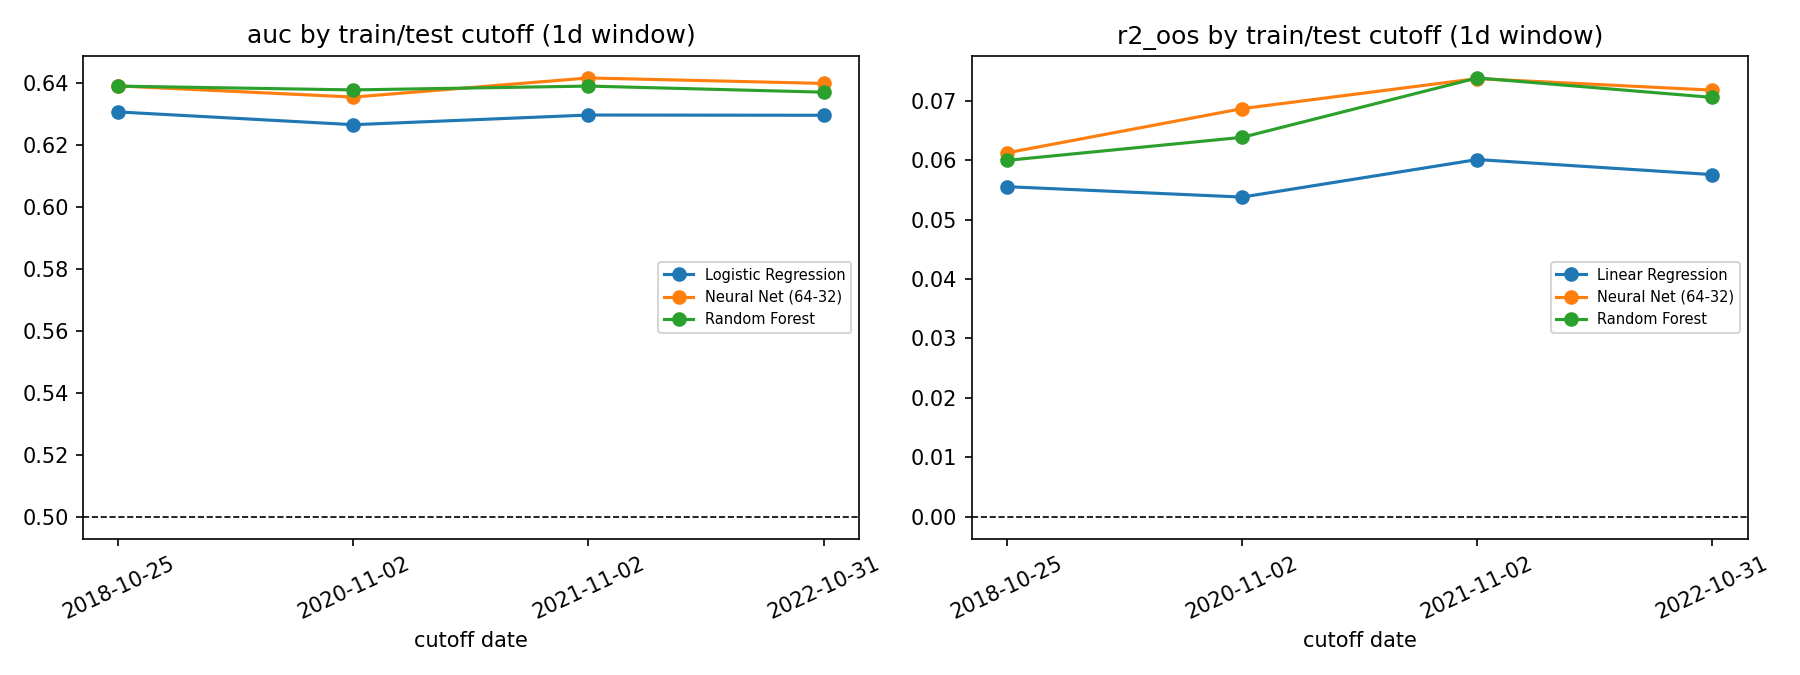 auc by train/test cutoff (1d window)
0.64
0.62
0.60
0.58
0.56
0.54
0.52
0.50
Logistic Regression
Neural Net (64-32)
Random Forest
2018-10-25
2020-11-02
2021-11-02
2022-10-31
cutoff date
r2_oos by train/test cutoff (1d window)
0.07
0.06
0.05
0.04
0.03
0.02
0.01
0.00
Linear Regression
Neural Net (64-32)
Random Forest
2018-10-25
2020-11-02
2021-11-02
2022-10-31
cutoff date